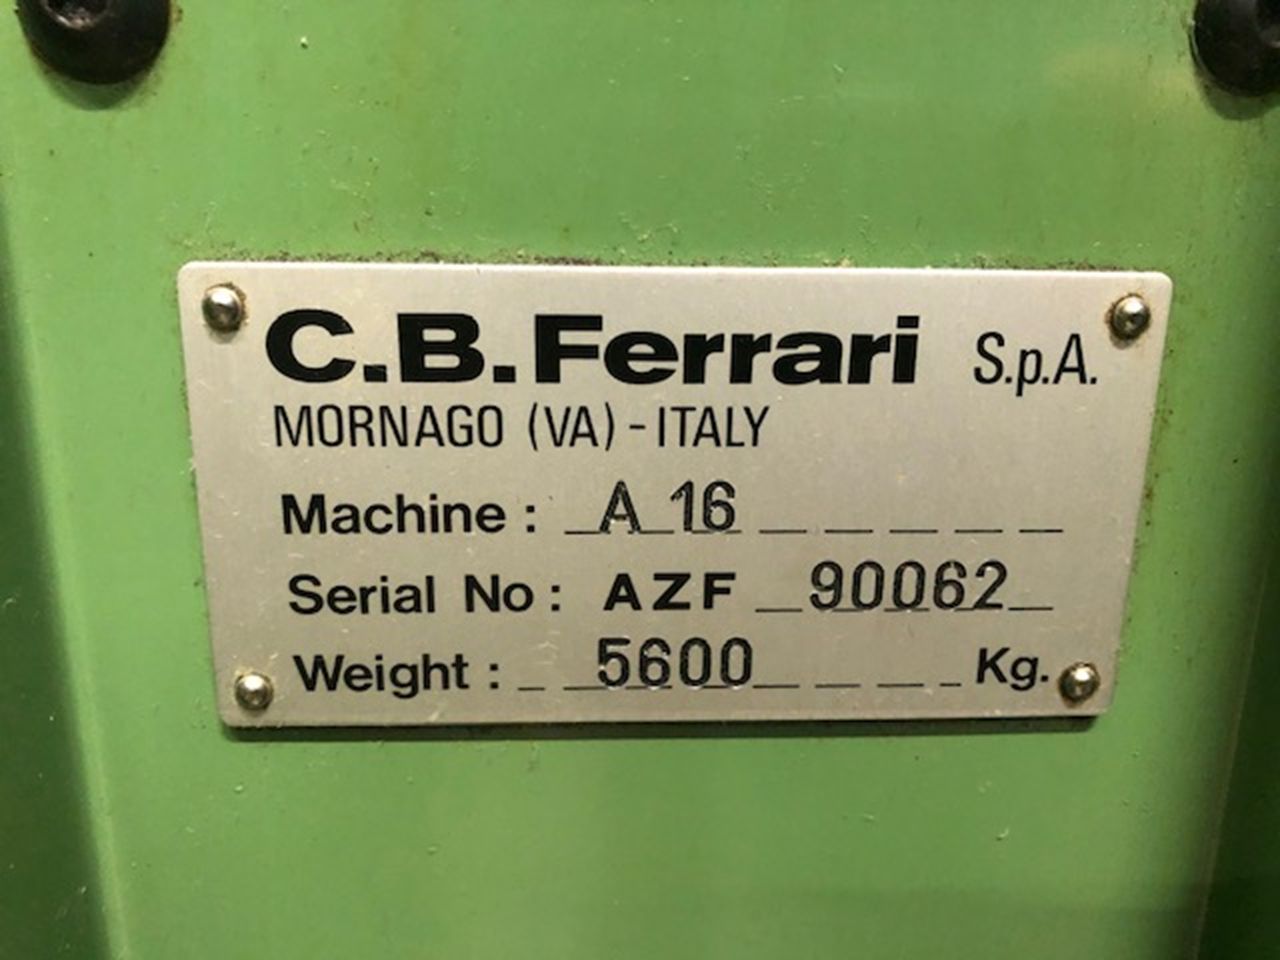 C.B.Ferrari S.p.A.
MORNAGO (VA) - ITALY
Machine : A 16
Serial No : AZF 90062
Weight : 5600 Kg.